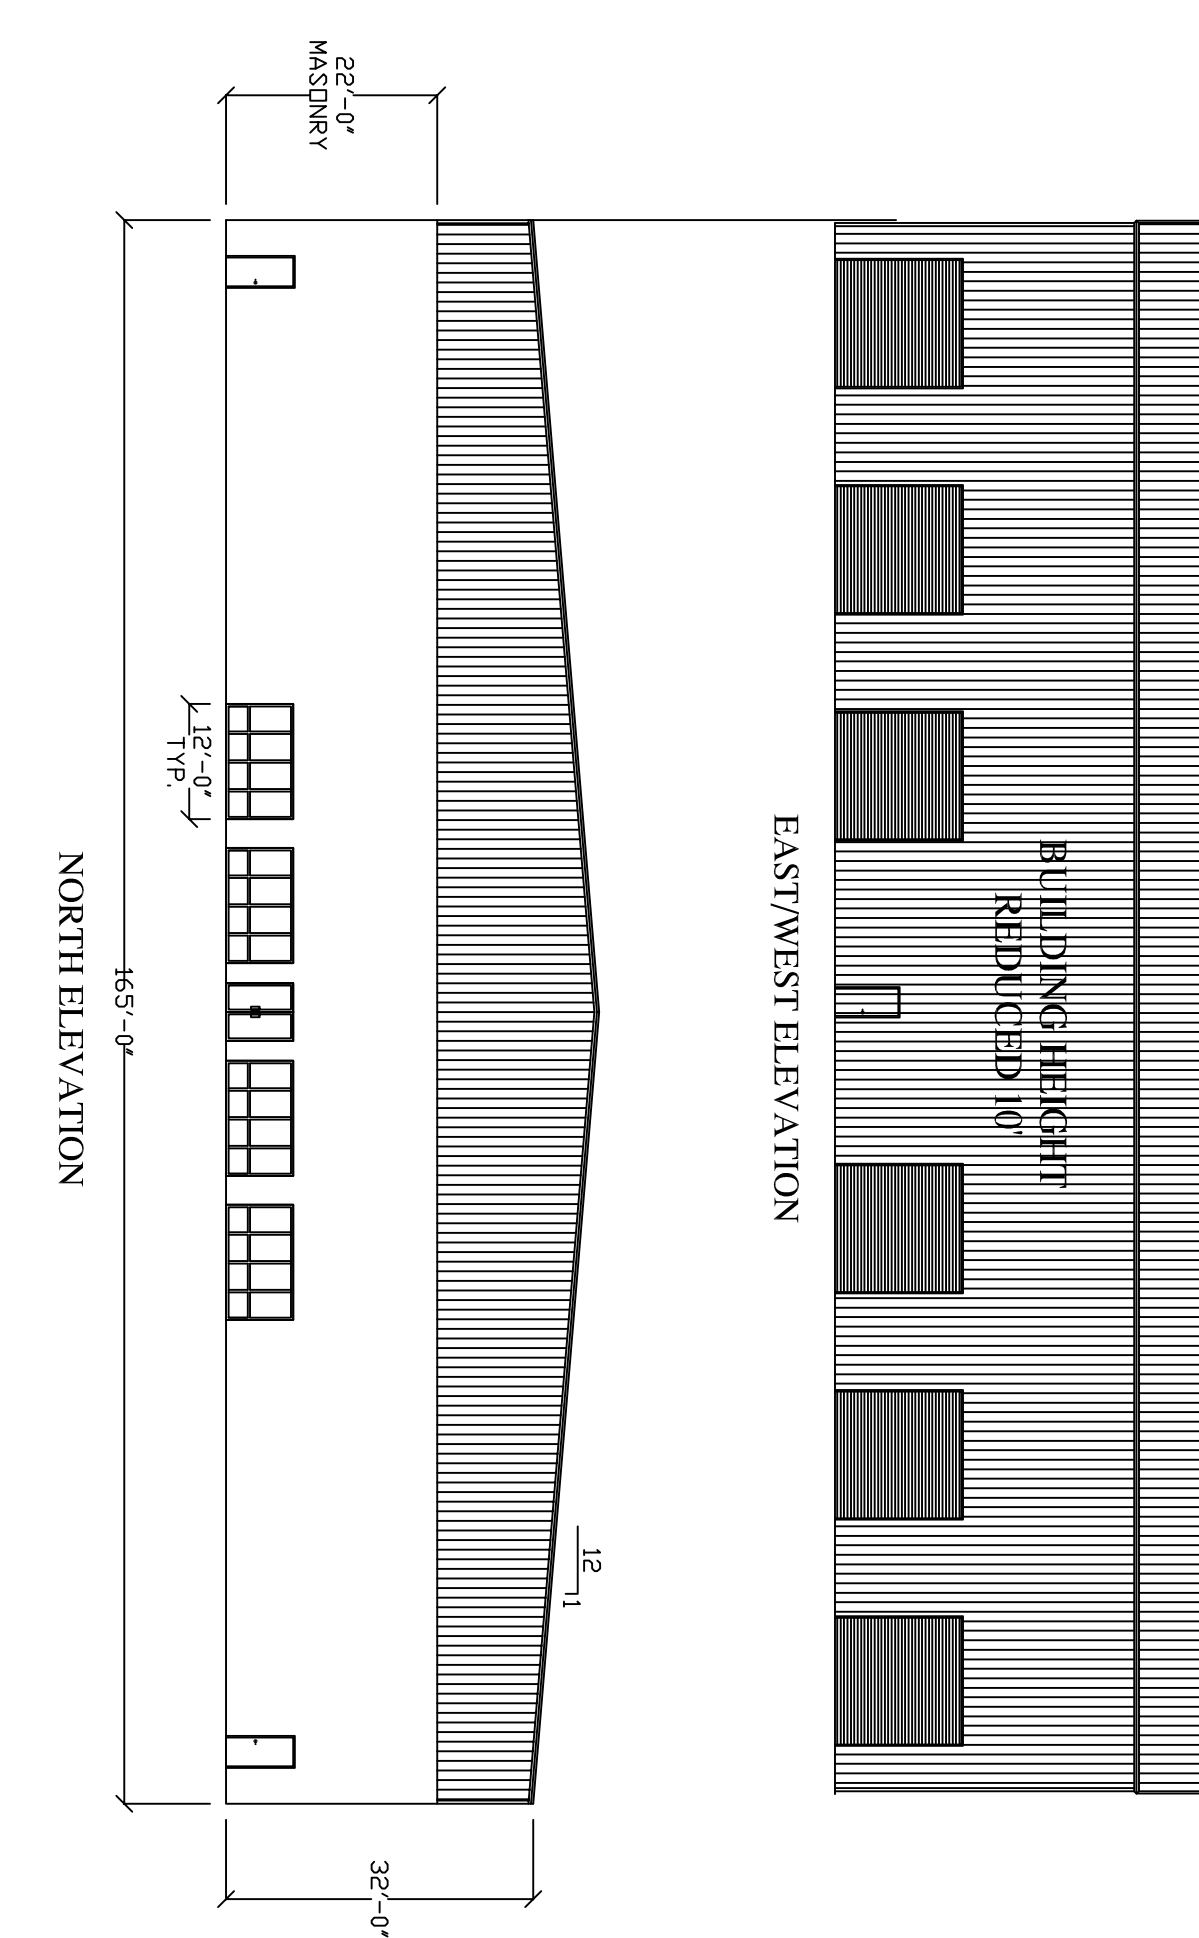 BUILDING HEIGHT
REDUCED 10'
EAST/WEST ELEVATION
12
1
22'-0"
MASONRY
32'-0"
12'-0"
TYP.
165'-0"
NORTH ELEVATION